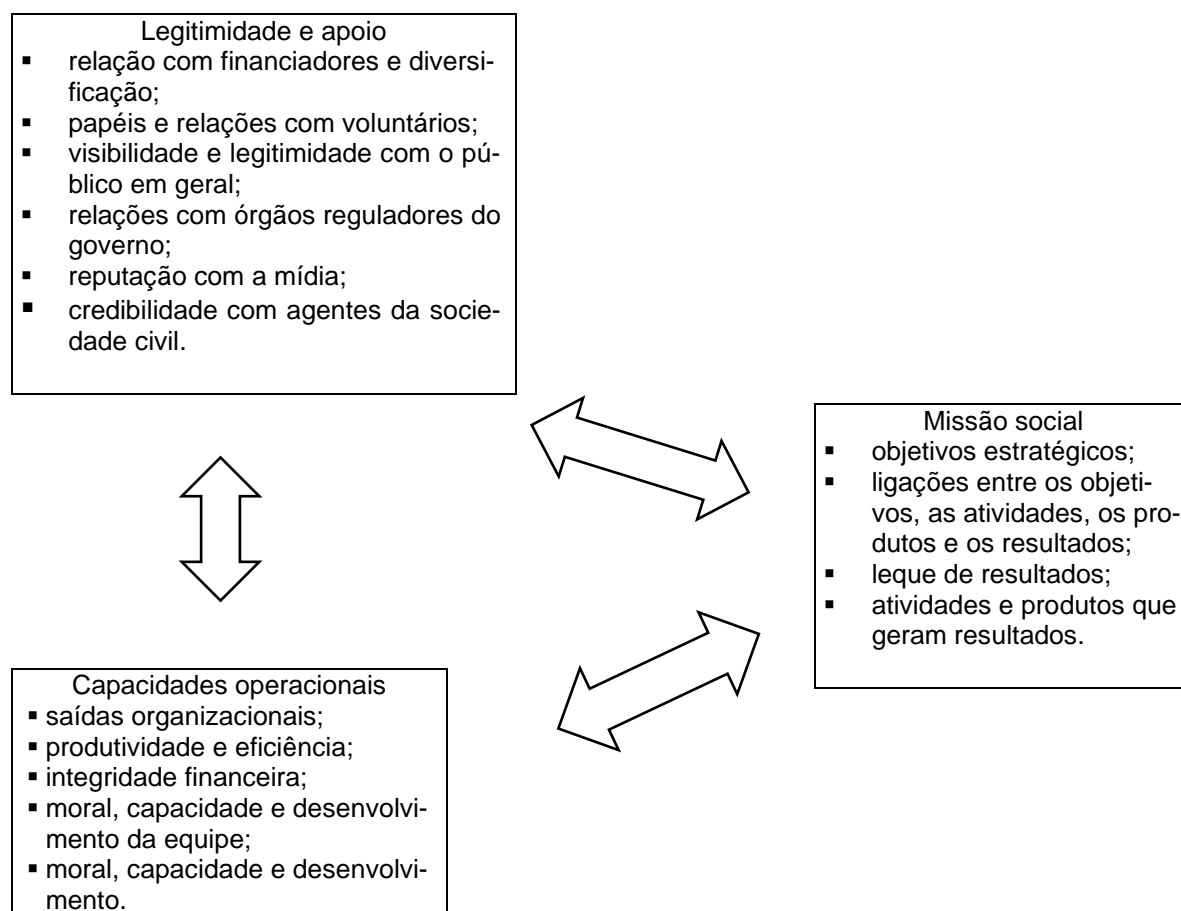 Legitimidade e apoio
▪ relação com financiadores e diversi-
ficação;
▪ papéis e relações com voluntários;
▪ visibilidade e legitimidade com o pú-
blico em geral;
▪ relações com órgãos reguladores do
governo;
▪ reputação com a mídia;
▪ credibilidade com agentes da socie-
dade civil.
Missão social
▪ objetivos estratégicos;
▪ ligações entre os objeti-
vos, as atividades, os pro-
dutos e os resultados;
▪ leque de resultados;
▪ atividades e produtos que
geram resultados.
Capacidades operacionais
▪ saídas organizacionais;
▪ produtividade e eficiência;
▪ integridade financeira;
▪ moral, capacidade e desenvolvi-
mento da equipe;
▪ moral, capacidade e desenvolvi-
mento.